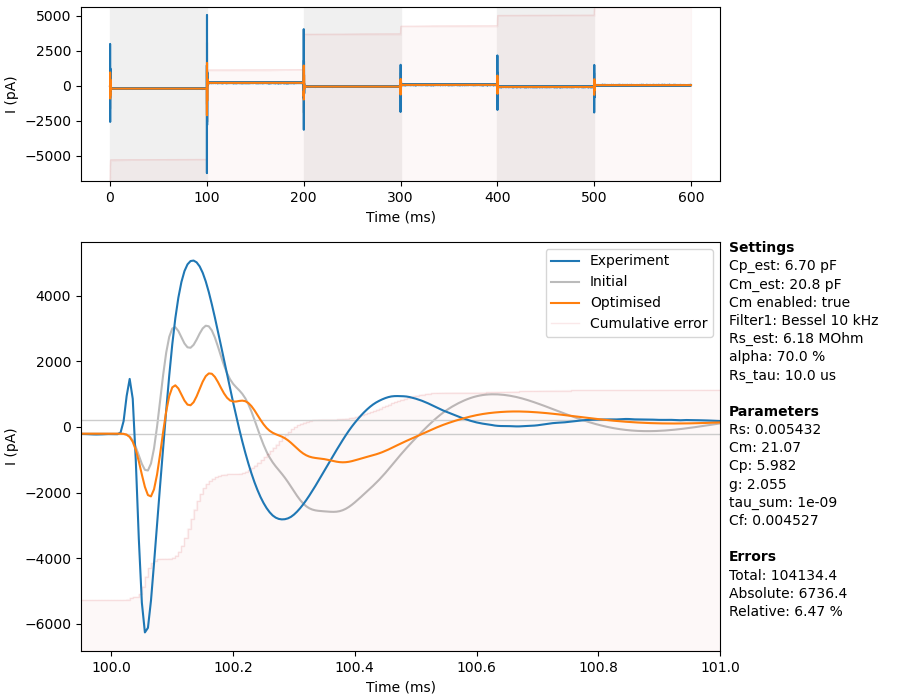 5000
2500
0
−2500
−5000
I (pA)
0 100 200 300 400 500 600
Time (ms)
4000
2000
0
−2000
−4000
−6000
I (pA)
100.0 100.2 100.4 100.6 100.8 101.0
Time (ms)
Experiment
Initial
Optimised
Cumulative error
Settings
Cp_est: 6.70 pF
Cm_est: 20.8 pF
Cm enabled: true
Filter1: Bessel 10 kHz
Rs_est: 6.18 MOhm
alpha: 70.0 %
Rs_tau: 10.0 us
Parameters
Rs: 0.005432
Cm: 21.07
Cp: 5.982
g: 2.055
tau_sum: 1e-09
Cf: 0.004527
Errors
Total: 104134.4
Absolute: 6736.4
Relative: 6.47 %